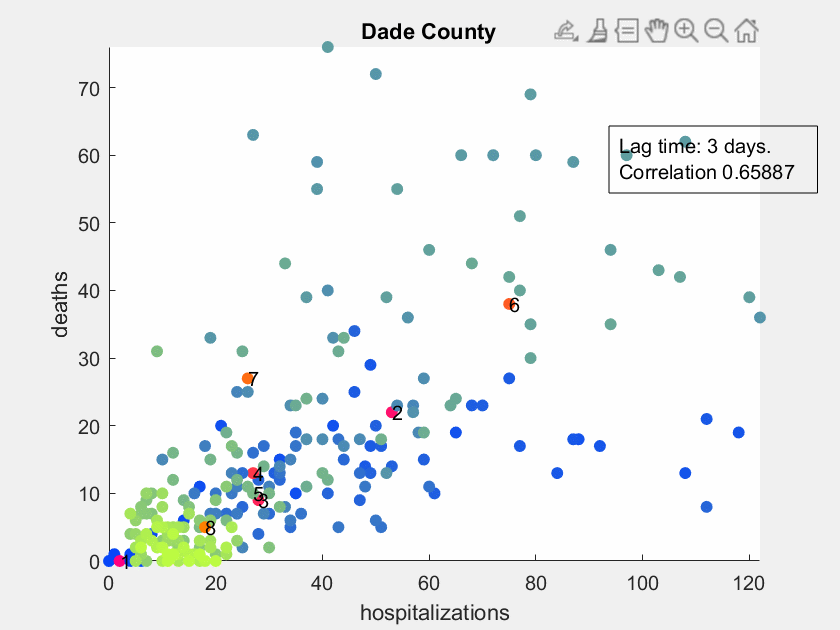 Dade County
Lag time: 3 days.
Correlation 0.65887
deaths
70
60
50
40
30
20
10
0
0 20 40 60 80 100 120
hospitalizations
1
2
3
4
5
6
7
8